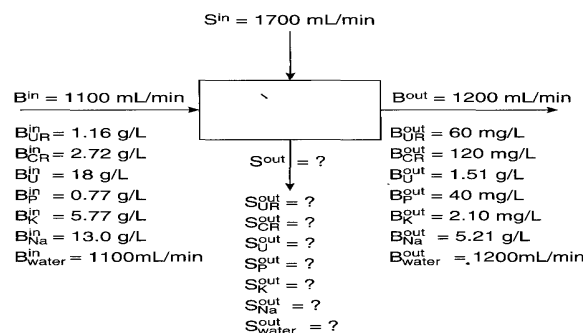 S^in = 1700 mL/min
B^in = 1100 mL/min
B^out = 1200 mL/min
B^in_UR = 1.16 g/L
B^in_CR = 2.72 g/L
B^in_U = 18 g/L
B^in_P = 0.77 g/L
B^in_K = 5.77 g/L
B^in_Na = 13.0 g/L
B^in_water = 1100mL/min
S^out = ?
S^out_UR = ?
S^out_CR = ?
S^out_U = ?
S^out_P = ?
S^out_K = ?
S^out_Na = ?
S^out_water = ?
B^out_UR = 60 mg/L
B^out_CR = 120 mg/L
B^out_U = 1.51 g/L
B^out_P = 40 mg/L
B^out_K = 2.10 mg/L
B^out_Na = 5.21 g/L
B^out_water = 1200mL/min